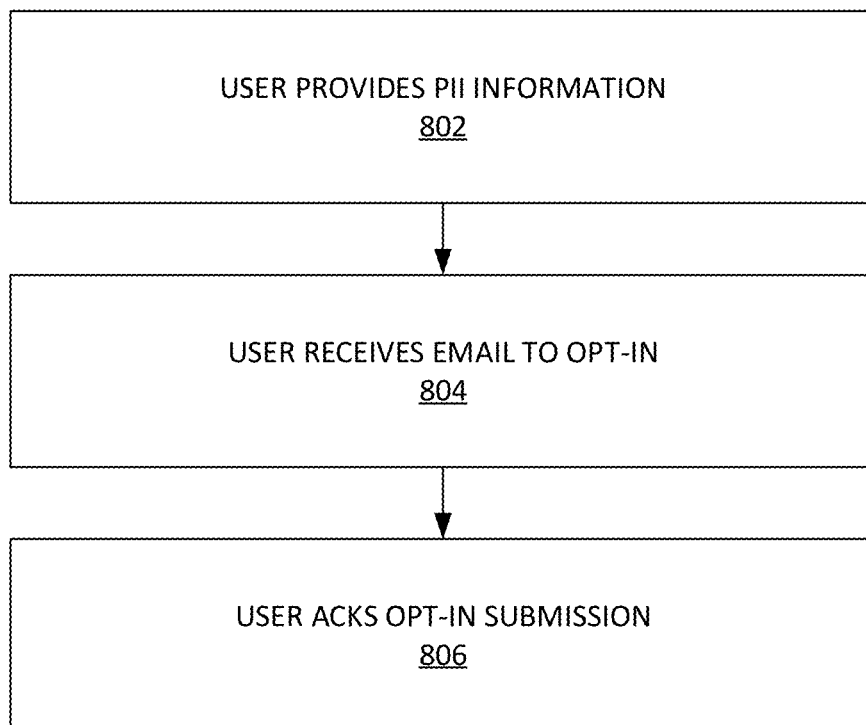 USER PROVIDES PII INFORMATION
802
USER RECEIVES EMAIL TO OPT-IN
804
USER ACKS OPT-IN SUBMISSION
806